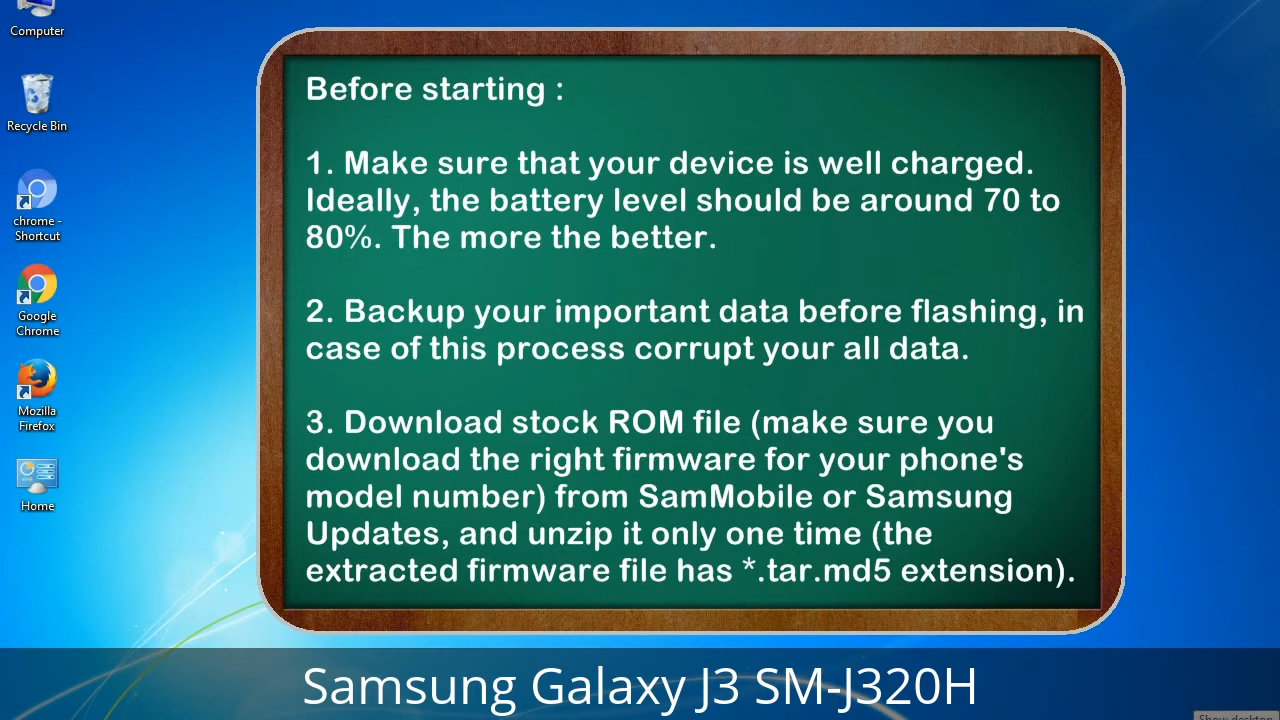 Computer
Recycle Bin
chrome -
Shortcut
Google
Chrome
Mozilla
Firefox
Home
Before starting :
1. Make sure that your device is well charged.
Ideally, the battery level should be around 70 to
80%. The more the better.
2. Backup your important data before flashing, in
case of this process corrupt your all data.
3. Download stock ROM file (make sure you
download the right firmware for your phone's
model number) from SamMobile or Samsung
Updates, and unzip it only one time (the
extracted firmware file has *.tar.md5 extension).
Samsung Galaxy J3 SM-J320H
Show desktop